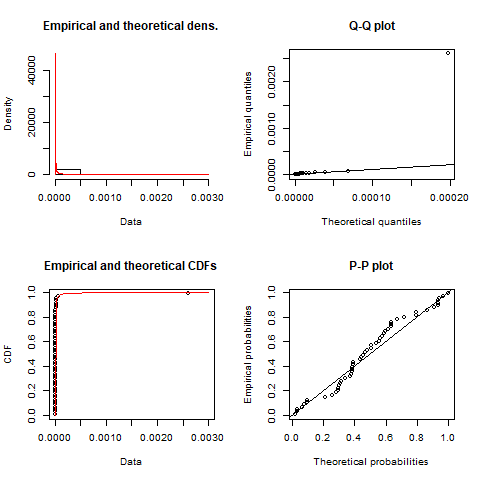 Empirical and theoretical dens.
Density
0 20000 40000
0.0000 0.0010 0.0020 0.0030
Data
Q-Q plot
Empirical quantiles
0.0000 0.0010 0.0020
0.00000 0.00010 0.00020
Theoretical quantiles
Empirical and theoretical CDFs
CDF
0.0 0.2 0.4 0.6 0.8 1.0
0.0000 0.0010 0.0020 0.0030
Data
P-P plot
Empirical probabilities
0.0 0.2 0.4 0.6 0.8 1.0
0.0 0.2 0.4 0.6 0.8 1.0
Theoretical probabilities